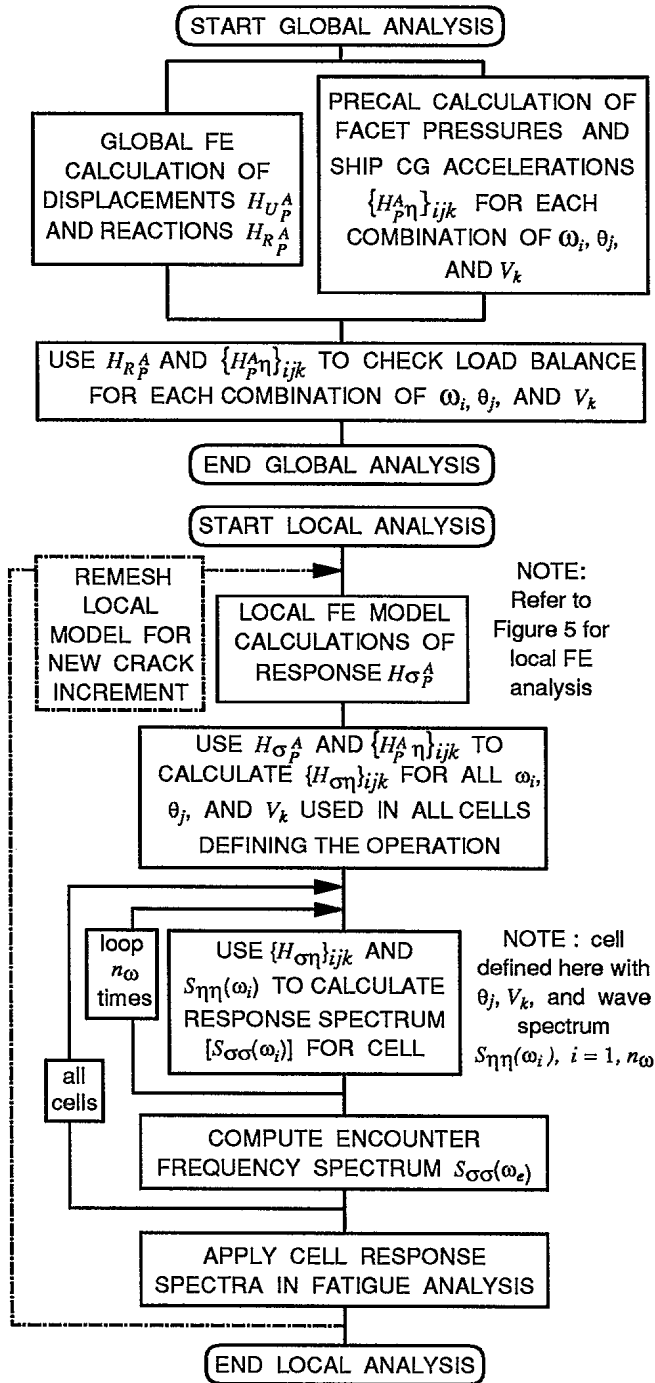 START GLOBAL ANALYSIS
GLOBAL FE
CALCULATION OF
DISPLACEMENTS H_{U_P^A}
AND REACTIONS H_{R_P^A}
PRECAL CALCULATION OF
FACET PRESSURES AND
SHIP CG ACCELERATIONS
{H_{P^Aη}}_{ijk} FOR EACH
COMBINATION OF ω_i, θ_j,
AND V_k
USE H_{R_P^A} AND {H_{P^Aη}}_{ijk} TO CHECK LOAD BALANCE
FOR EACH COMBINATION OF ω_i, θ_j, AND V_k
END GLOBAL ANALYSIS
START LOCAL ANALYSIS
REMESH
LOCAL
MODEL FOR
NEW CRACK
INCREMENT
LOCAL FE MODEL
CALCULATIONS OF
RESPONSE H_{σ_P^A}
NOTE:
Refer to
Figure 5 for
local FE
analysis
USE H_{σ_P^A} AND {H_{P^Aη}}_{ijk} TO
CALCULATE {H_{ση}}_{ijk} FOR ALL ω_i,
θ_j, AND V_k USED IN ALL CELLS
DEFINING THE OPERATION
loop
n_ω
times
all
cells
USE {H_{ση}}_{ijk} AND
S_{ηη}(ω_i) TO CALCULATE
RESPONSE SPECTRUM
[S_{σσ}(ω_i)] FOR CELL
NOTE : cell
defined here with
θ_j, V_k, and wave
spectrum
S_{ηη}(ω_i), i = 1, n_ω
COMPUTE ENCOUNTER
FREQUENCY SPECTRUM S_{σσ}(ω_e)
APPLY CELL RESPONSE
SPECTRA IN FATIGUE ANALYSIS
END LOCAL ANALYSIS